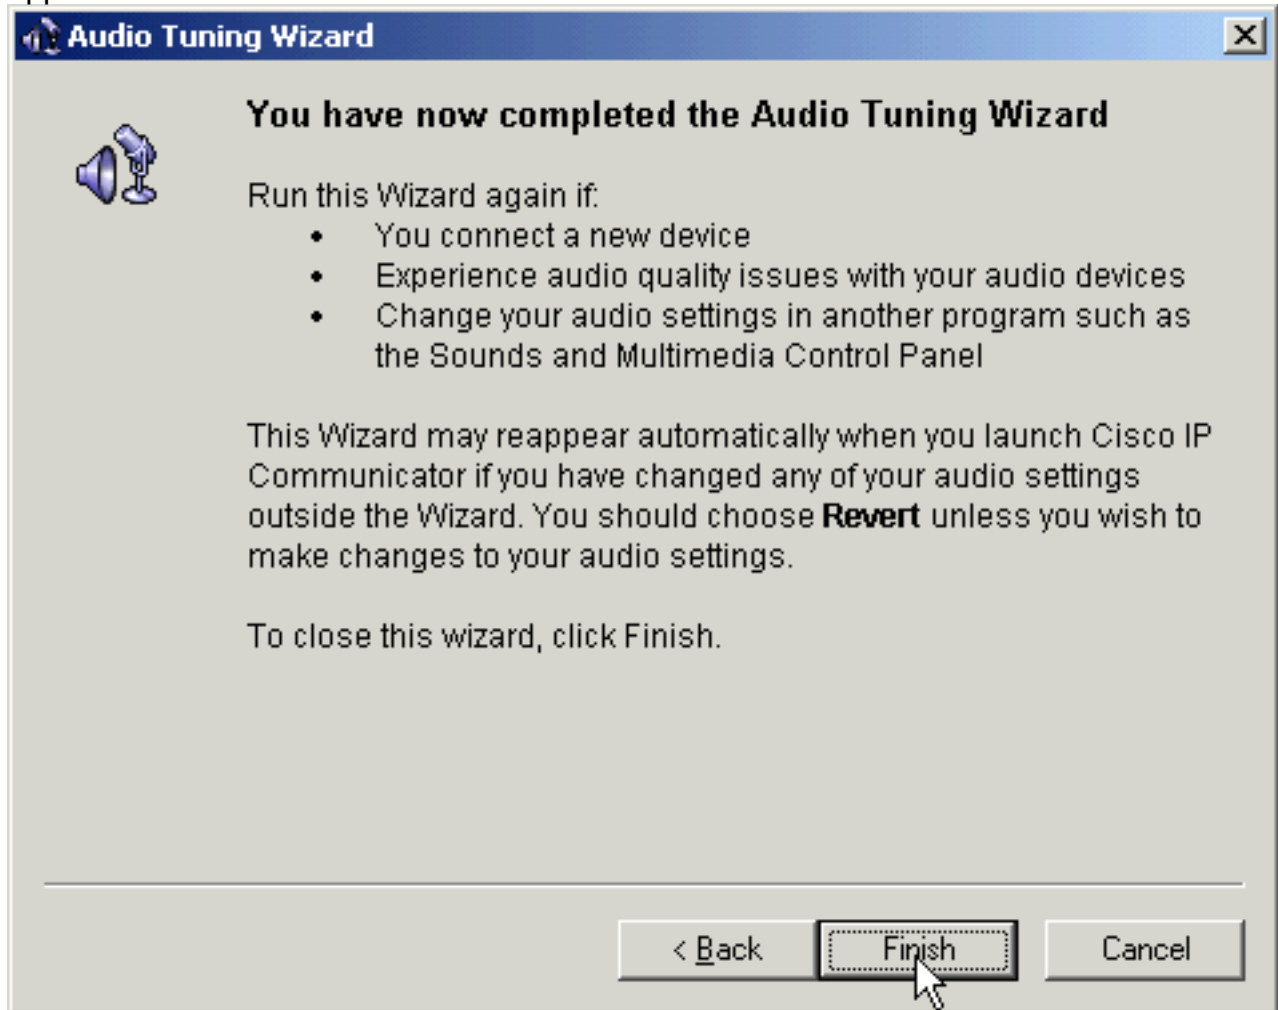 Audio Tuning Wizard
You have now completed the Audio Tuning Wizard
Run this Wizard again if:
• You connect a new device
• Experience audio quality issues with your audio devices
• Change your audio settings in another program such as
the Sounds and Multimedia Control Panel
This Wizard may reappear automatically when you launch Cisco IP
Communicator if you have changed any of your audio settings
outside the Wizard. You should choose Revert unless you wish to
make changes to your audio settings.
To close this wizard, click Finish.
< Back
Finish
Cancel